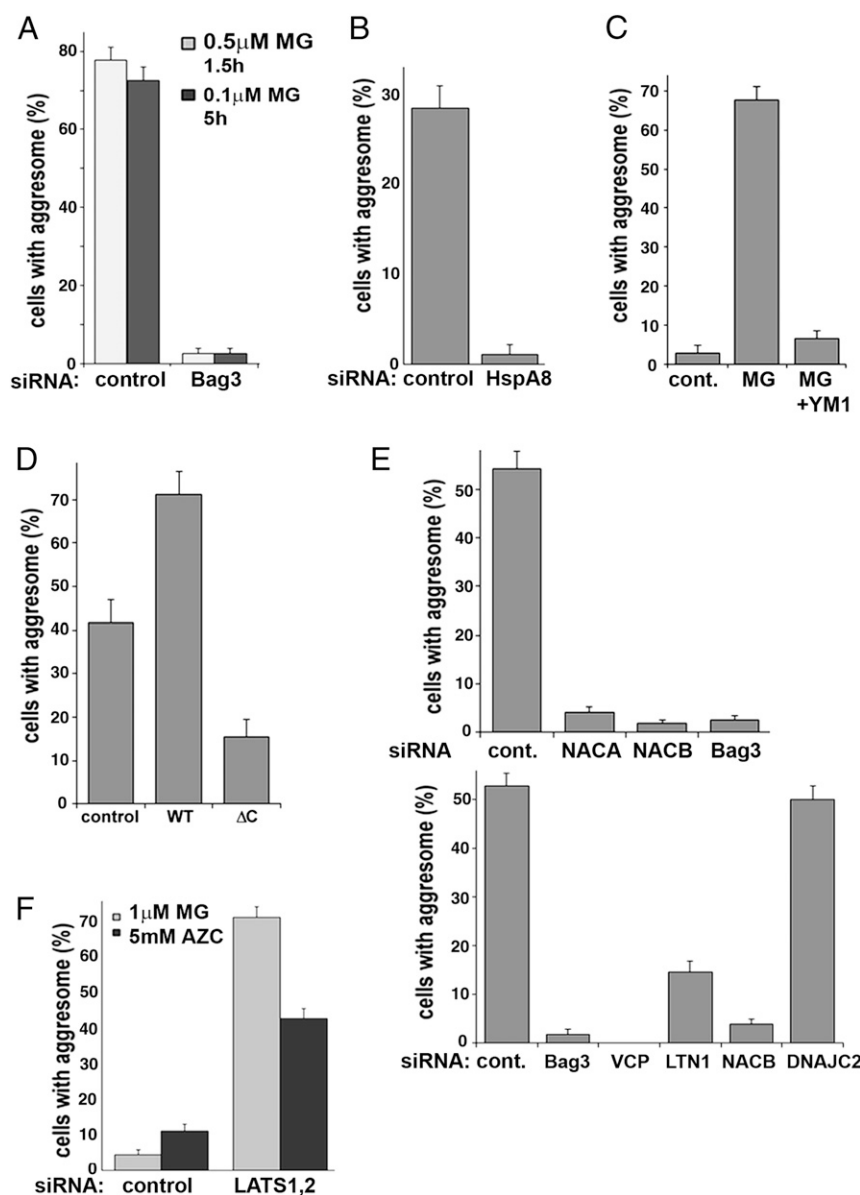 A
cells with aggresome (%)
80
60
40
20
0
0.5μM MG
1.5h
0.1μM MG
5h
siRNA: control Bag3
B
cells with aggresome (%)
30
20
10
0
siRNA: control HspA8
C
cells with aggresome (%)
70
60
50
40
30
20
10
0
cont. MG MG
+YM1
D
cells with aggresome (%)
70
60
50
40
30
20
10
0
control WT ΔC
E
cells with aggresome (%)
50
40
30
20
10
0
siRNA cont. NACA NACB Bag3
cells with aggresome (%)
50
40
30
20
10
0
siRNA: cont. Bag3 VCP LTN1 NACB DNAJC2
F
cells with aggresome (%)
70
60
50
40
30
20
10
0
1μM MG
5mM AZC
siRNA: control LATS1,2